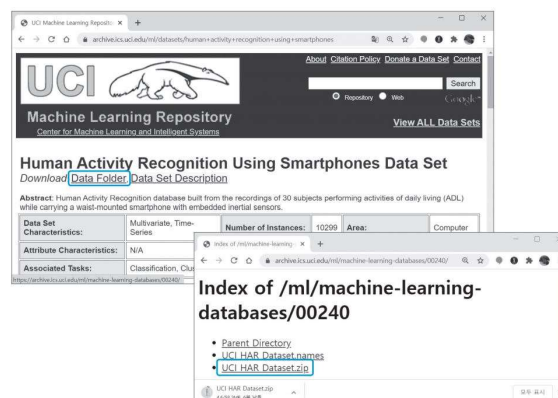 UCI Machine Learning Repositor
archive.ics.uci.edu/ml/datasets/human+activity+recognition+using+smartphones
About Citation Policy Donate a Data Set Contact
UCI
Search
Repository Web
Google
Machine Learning Repository
Center for Machine Learning and Intelligent Systems
View ALL Data Sets
Human Activity Recognition Using Smartphones Data Set
Download Data Folder, Data Set Description
Abstract: Human Activity Recognition database built from the recordings of 30 subjects performing activities of daily living (ADL)
while carrying a waist-mounted smartphone with embedded inertial sensors.
Data Set Characteristics: Multivariate, Time-Series Number of Instances: 10299 Area: Computer
Attribute Characteristics: N/A
Associated Tasks: Classification, Clus
https://archive.ics.uci.edu/ml/machine-learning-databases/00240/
Index of /ml/machine-learning-
archive.ics.uci.edu/ml/machine-learning-databases/00240/
Index of /ml/machine-learning-
databases/00240
Parent Directory
UCI HAR Dataset.names
UCI HAR Dataset.zip
UCI HAR Dataset.zip
모두 표시